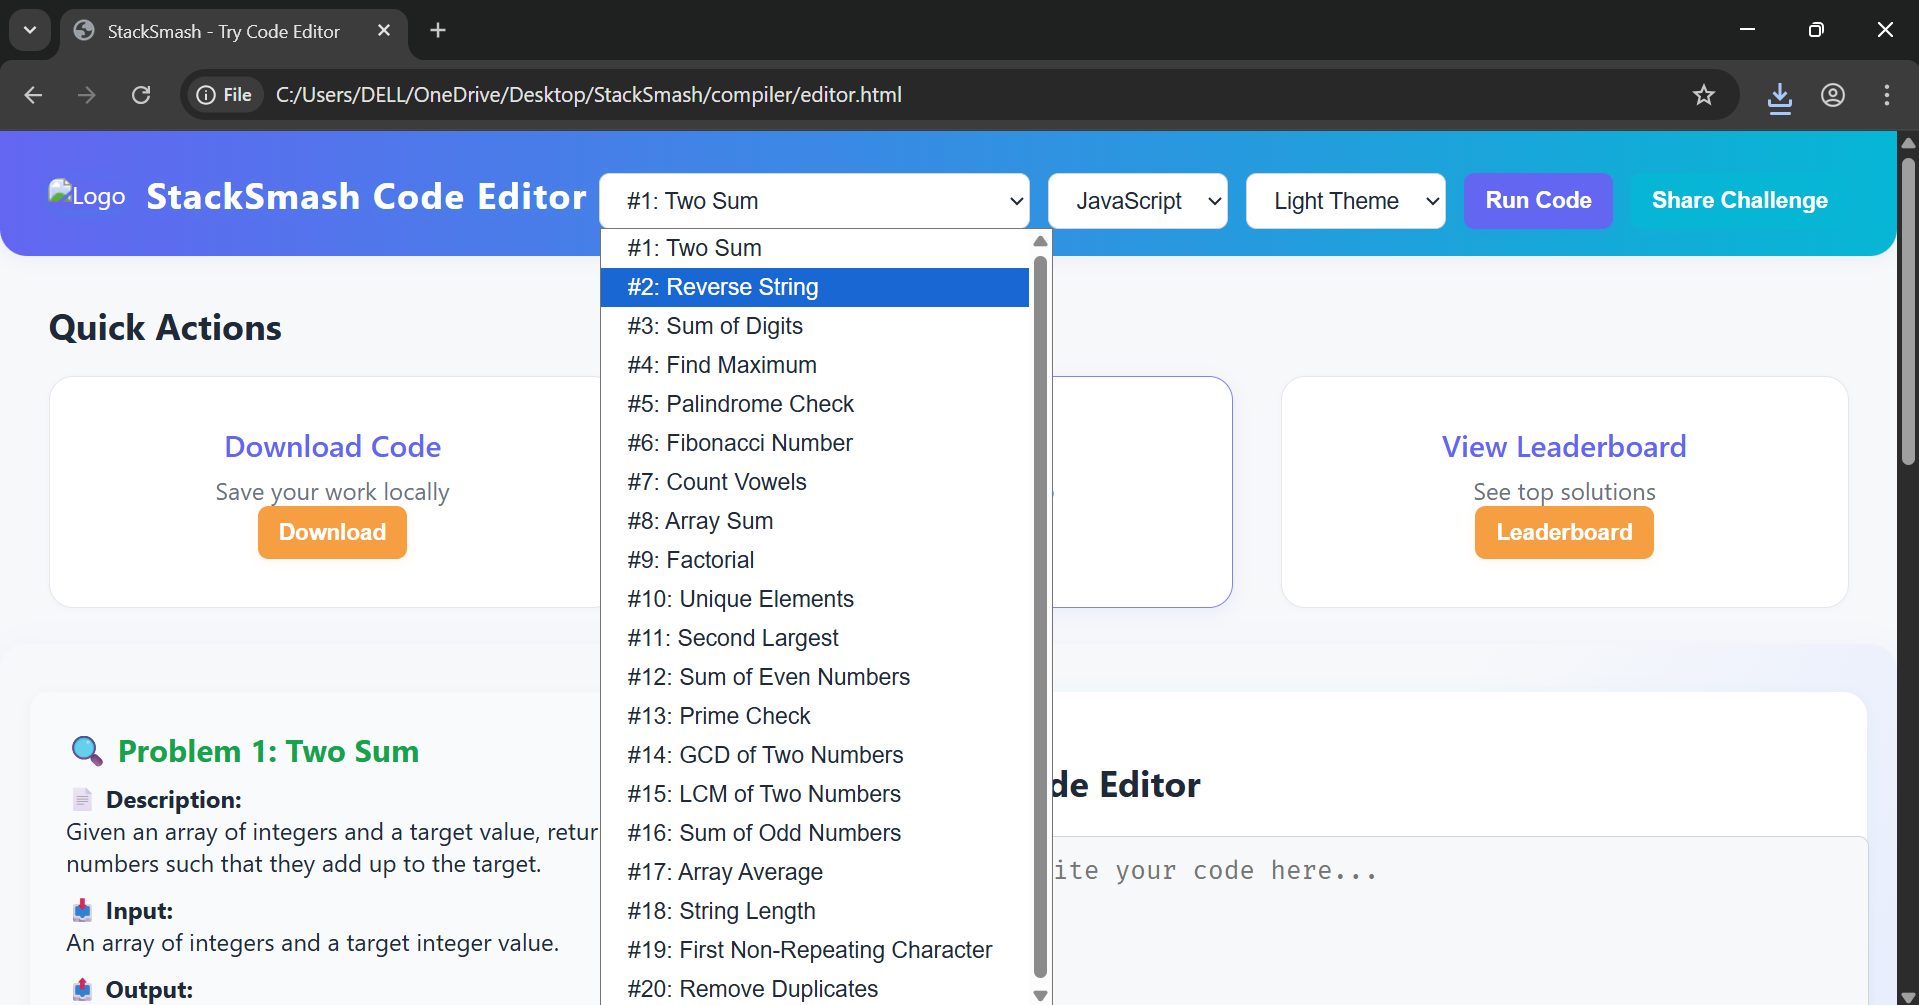 StackSmash - Try Code Editor
File C:/Users/DELL/OneDrive/Desktop/StackSmash/compiler/editor.html
Logo StackSmash Code Editor #1: Two Sum JavaScript Light Theme Run Code Share Challenge
#1: Two Sum
#2: Reverse String
#3: Sum of Digits
#4: Find Maximum
#5: Palindrome Check
#6: Fibonacci Number
#7: Count Vowels
#8: Array Sum
#9: Factorial
#10: Unique Elements
#11: Second Largest
#12: Sum of Even Numbers
#13: Prime Check
#14: GCD of Two Numbers
#15: LCM of Two Numbers
#16: Sum of Odd Numbers
#17: Array Average
#18: String Length
#19: First Non-Repeating Character
#20: Remove Duplicates
Quick Actions
Download Code
Save your work locally
Download
View Leaderboard
See top solutions
Leaderboard
Problem 1: Two Sum
Description:
Given an array of integers and a target value, retur
numbers such that they add up to the target.
Input:
An array of integers and a target integer value.
Output:
de Editor
ite your code here...